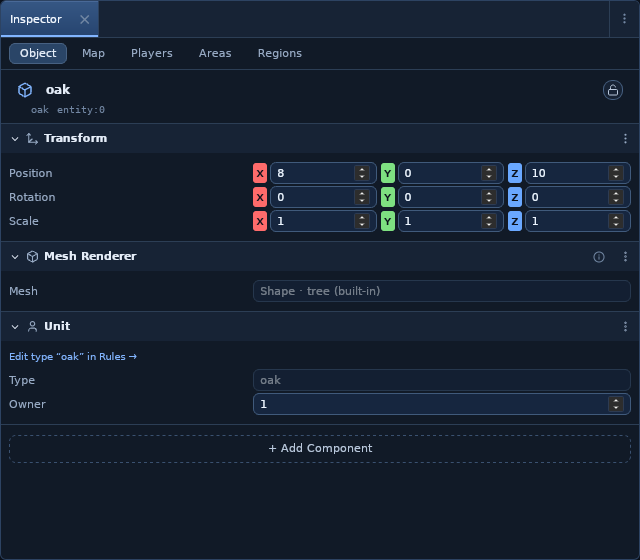 Inspector
Object Map Players Areas Regions
oak
oak entity:0
Transform
Position X 8 Y 0 Z 10
Rotation X 0 Y 0 Z 0
Scale X 1 Y 1 Z 1
Mesh Renderer
Mesh Shape · tree (built-in)
Unit
Edit type “oak” in Rules →
Type oak
Owner 1
+ Add Component